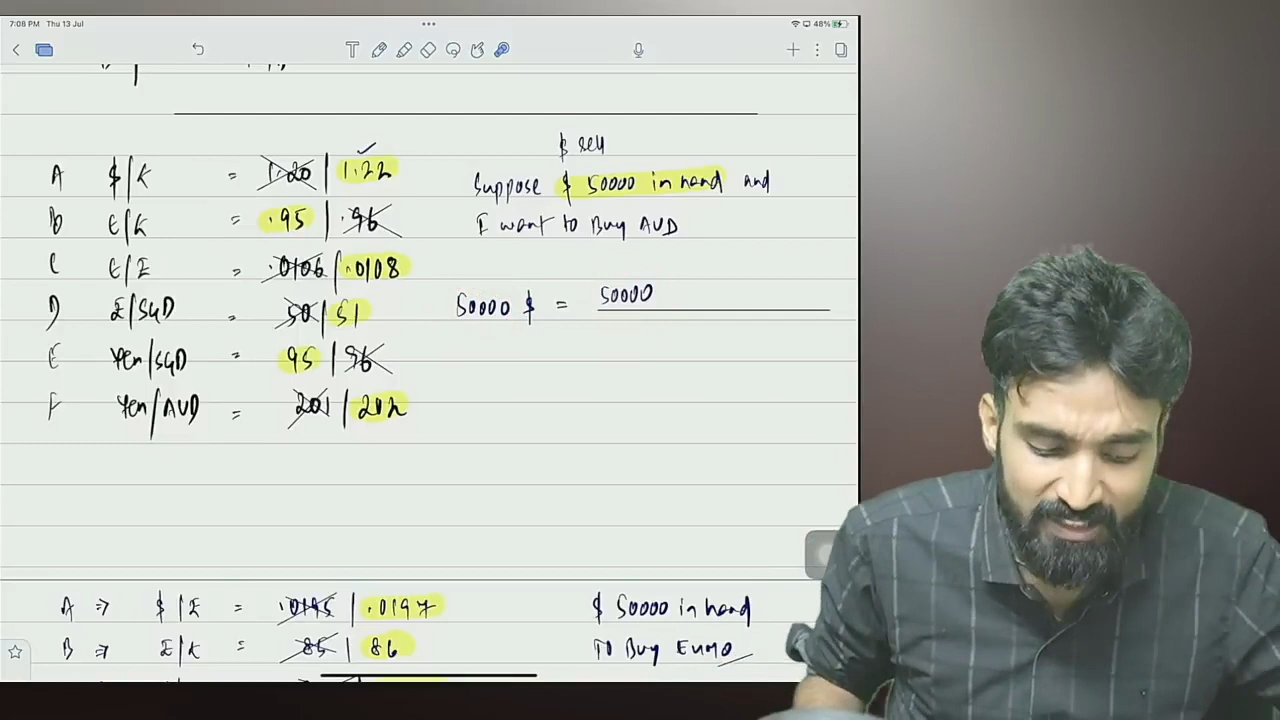 7:08 PM Thu 13 Jul
48%
$ sell
A $/K = 1.20 | 1.22
Suppose $ 50000 in hand and
B €/K = .95 | .96
I want to Buy AUD
C €/£ = .0106 | .0108
50000 $ = 50000
D £/SGD = 50 | 51
E Yen/SGD = 95 | 96
F Yen/AUD = 201 | 202
A ⇒ $/£ = .0195 | .0197
$ 50000 in hand
B ⇒ £/K = 85 | 86
To Buy EURO